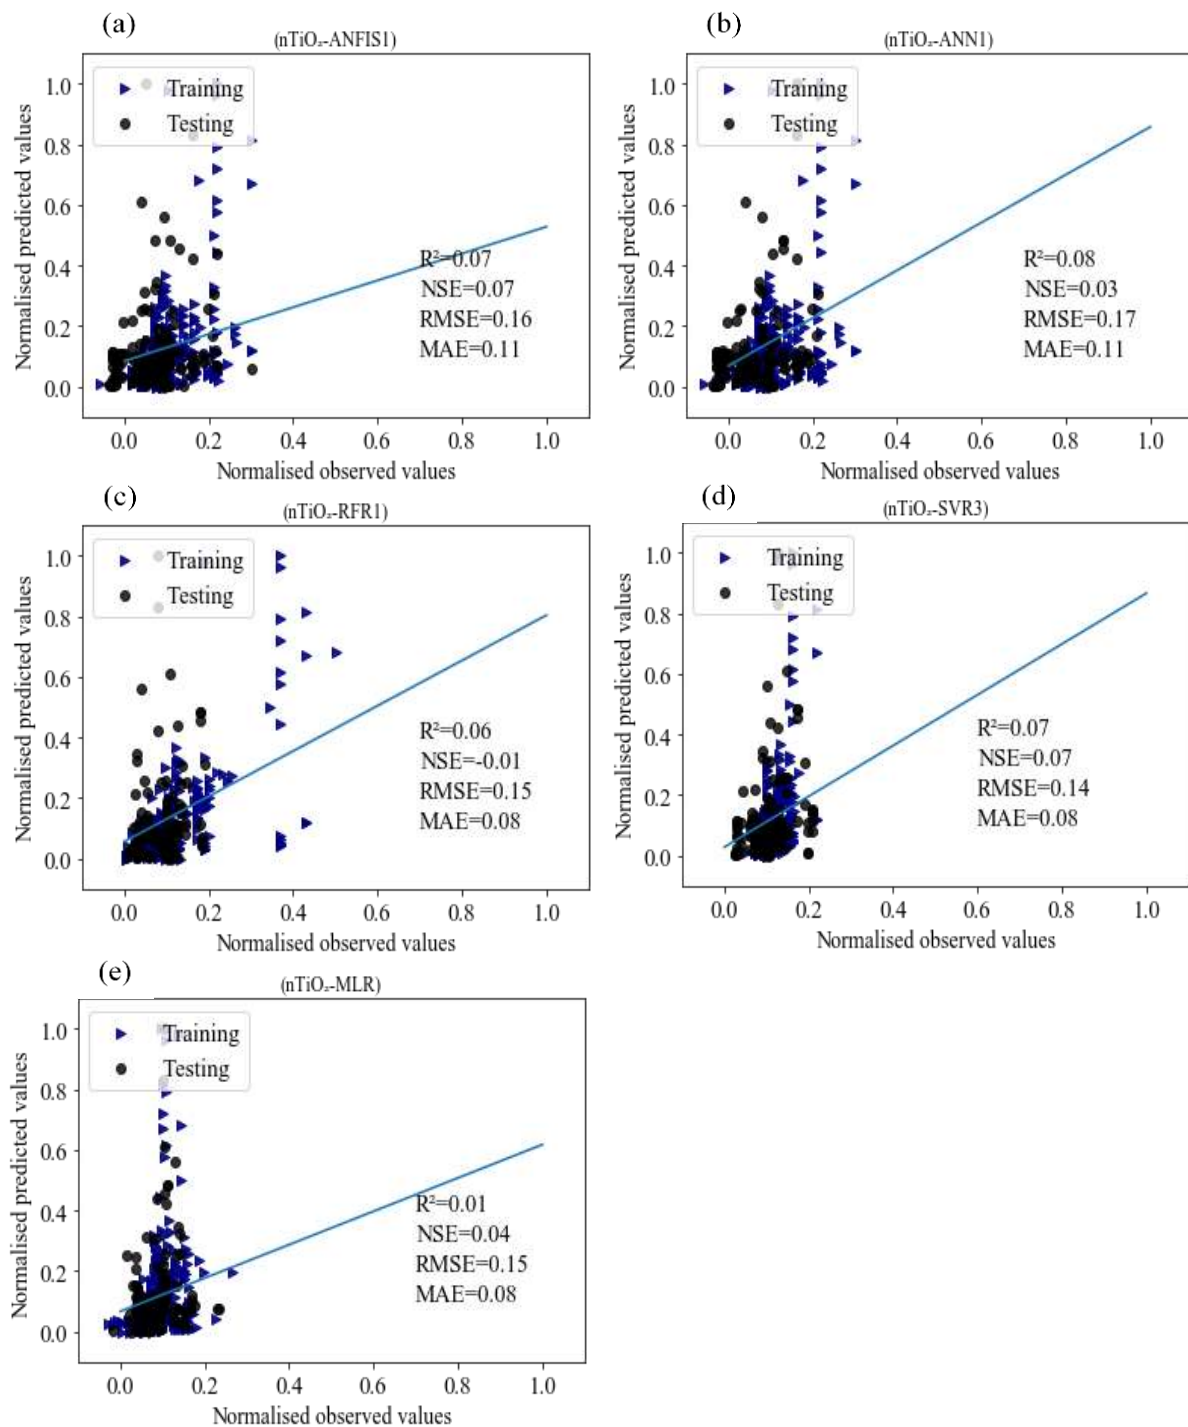 (a)
(nTiO₂-ANFIS1)
Normalised predicted values
1.0
0.8
0.6
0.4
0.2
0.0
Training
Testing
R²=0.07
NSE=0.07
RMSE=0.16
MAE=0.11
0.0 0.2 0.4 0.6 0.8 1.0
Normalised observed values
(b)
(nTiO₂-ANN1)
Normalised predicted values
1.0
0.8
0.6
0.4
0.2
0.0
Training
Testing
R²=0.08
NSE=0.03
RMSE=0.17
MAE=0.11
0.0 0.2 0.4 0.6 0.8 1.0
Normalised observed values
(c)
(nTiO₂-RFR1)
Normalised predicted values
1.0
0.8
0.6
0.4
0.2
0.0
Training
Testing
R²=0.06
NSE=-0.01
RMSE=0.15
MAE=0.08
0.0 0.2 0.4 0.6 0.8 1.0
Normalised observed values
(d)
(nTiO₂-SVR3)
Normalised predicted values
1.0
0.8
0.6
0.4
0.2
0.0
Training
Testing
R²=0.07
NSE=0.07
RMSE=0.14
MAE=0.08
0.0 0.2 0.4 0.6 0.8 1.0
Normalised observed values
(e)
(nTiO₂-MLR)
Normalised predicted values
1.0
0.8
0.6
0.4
0.2
0.0
Training
Testing
R²=0.01
NSE=0.04
RMSE=0.15
MAE=0.08
0.0 0.2 0.4 0.6 0.8 1.0
Normalised observed values